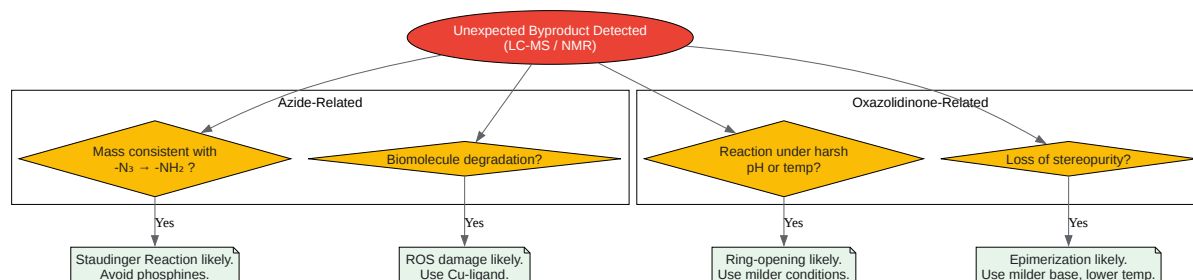 Unexpected Byproduct Detected
(LC-MS / NMR)
Azide-Related
Oxazolidinone-Related
Mass consistent with
-N₃ → -NH₂ ?
Biomolecule degradation?
Reaction under harsh
pH or temp?
Loss of stereopurity?
Yes
Yes
Yes
Yes
Staudinger Reaction likely.
Avoid phosphines.
ROS damage likely.
Use Cu-ligand.
Ring-opening likely.
Use milder conditions.
Epimerization likely.
Use milder base, lower temp.